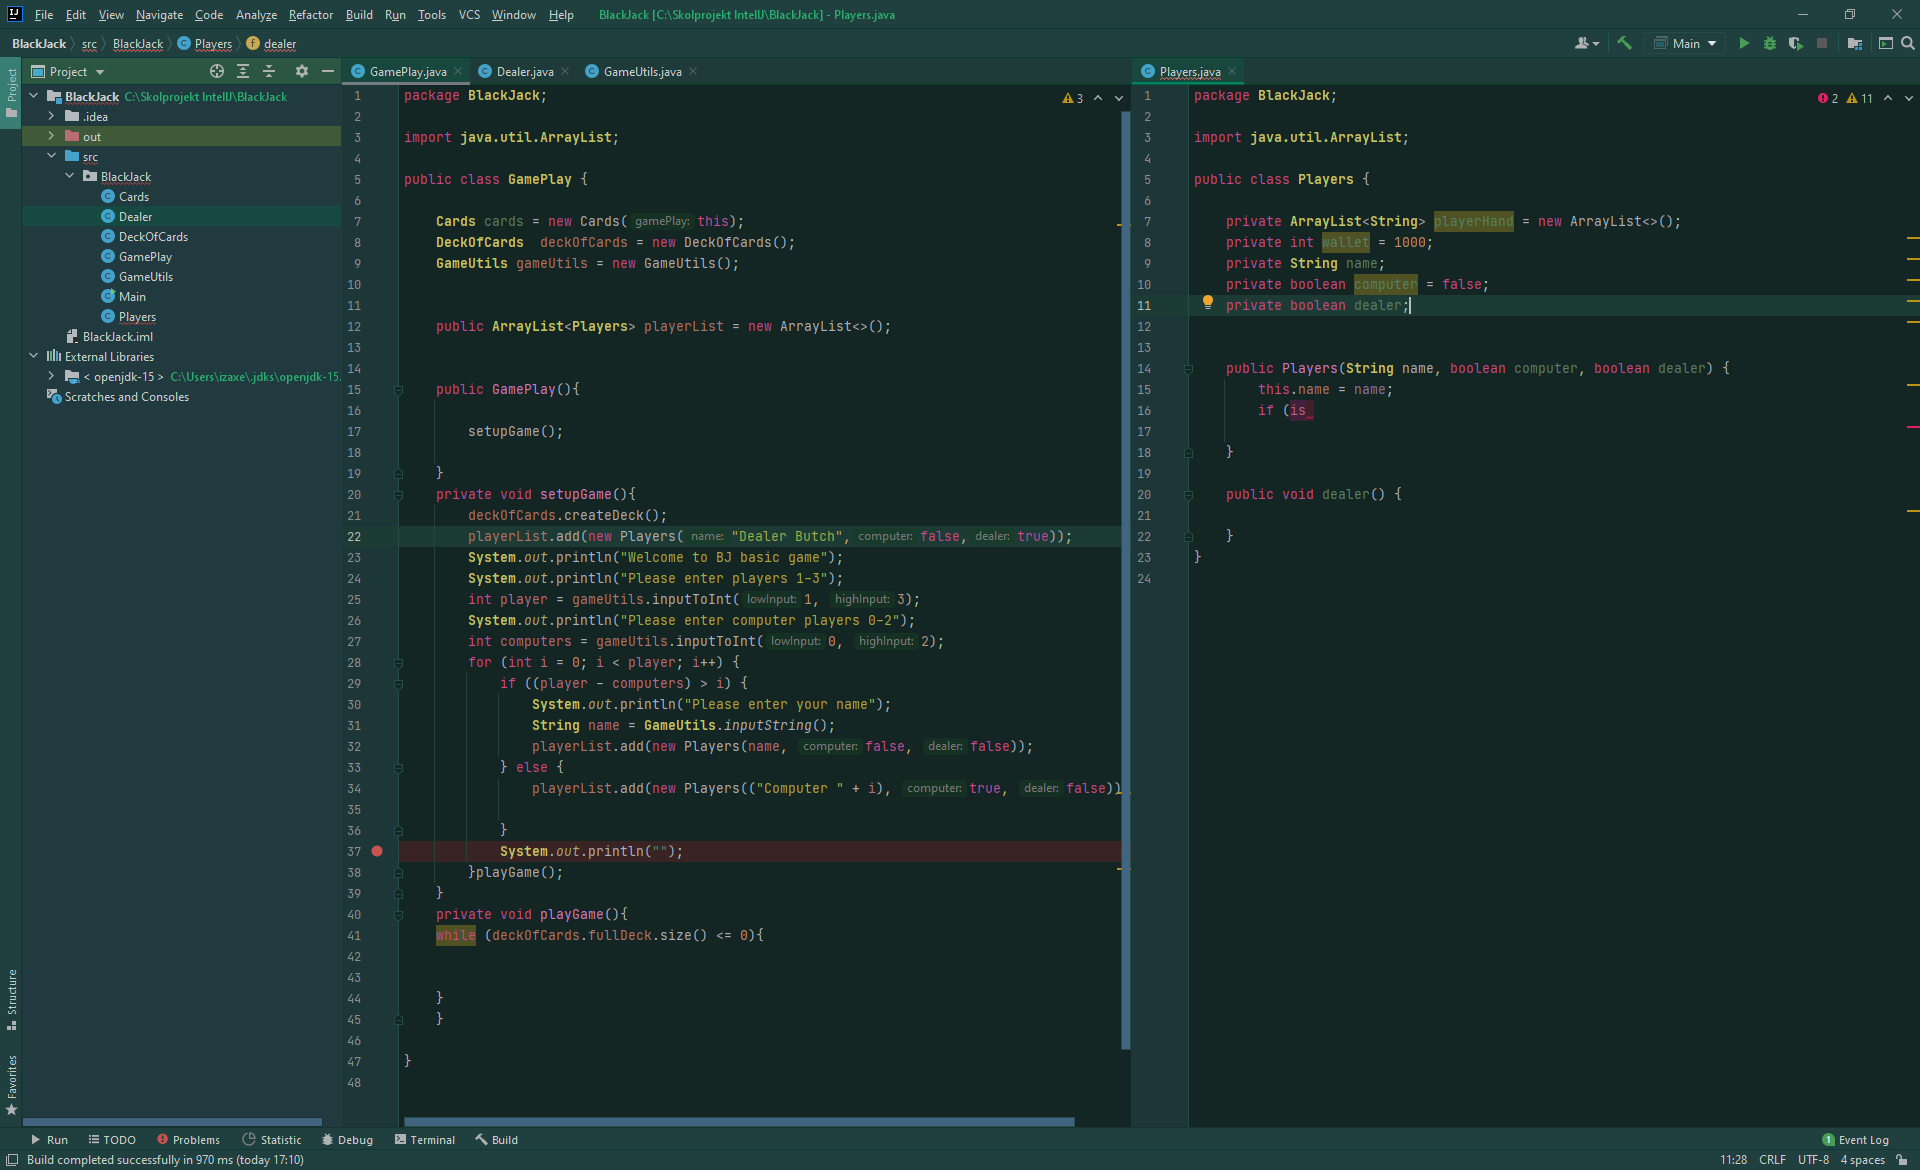 File Edit View Navigate Code Analyze Refactor Build Run Tools VCS Window Help BlackJack [C:\Skolprojekt IntellJ\BlackJack] - Players.java
BlackJack src BlackJack Players dealer
Main
Project
GamePlay.java
Dealer.java
GameUtils.java
Players.java
Project
BlackJack C:\Skolprojekt IntellJ\BlackJack
.idea
out
src
BlackJack
Cards
Dealer
DeckOfCards
GamePlay
GameUtils
Main
Players
BlackJack.iml
External Libraries
< openjdk-15 > C:\Users\izaxe\.jdks\openjdk-15.
Scratches and Consoles
Structure
Favorites
3
1 package BlackJack;
2
3 import java.util.ArrayList;
4
5 public class GamePlay {
6
7 Cards cards = new Cards( gamePlay: this);
8 DeckOfCards  deckOfCards = new DeckOfCards();
9 GameUtils gameUtils = new GameUtils();
10
11
12 public ArrayList<Players> playerList = new ArrayList<>();
13
14
15 public GamePlay(){
16
17 setupGame();
18
19 }
20 private void setupGame(){
21 deckOfCards.createDeck();
22 playerList.add(new Players( name: "Dealer Butch", computer: false, dealer: true));
23 System.out.println("Welcome to BJ basic game");
24 System.out.println("Please enter players 1-3");
25 int player = gameUtils.inputToInt( lowInput: 1, highInput: 3);
26 System.out.println("Please enter computer players 0-2");
27 int computers = gameUtils.inputToInt( lowInput: 0, highInput: 2);
28 for (int i = 0; i < player; i++) {
29 if ((player - computers) > i) {
30 System.out.println("Please enter your name");
31 String name = GameUtils.inputString();
32 playerList.add(new Players(name, computer: false, dealer: false));
33 } else {
34 playerList.add(new Players(("Computer " + i), computer: true, dealer: false))
35
36 }
37 System.out.println("");
38 }playGame();
39 }
40 private void playGame(){
41 while (deckOfCards.fullDeck.size() <= 0){
42
43
44 }
45 }
46
47 }
48
2 11
1 package BlackJack;
2
3 import java.util.ArrayList;
4
5 public class Players {
6
7 private ArrayList<String> playerHand = new ArrayList<>();
8 private int wallet = 1000;
9 private String name;
10 private boolean computer = false;
11 private boolean dealer;
12
13
14 public Players(String name, boolean computer, boolean dealer) {
15 this.name = name;
16 if (is
17
18 }
19
20 public void dealer() {
21
22 }
23 }
24
Run TODO Problems Statistic Debug Terminal Build 1 Event Log
Build completed successfully in 970 ms (today 17:10) 11:28 CRLF UTF-8 4 spaces